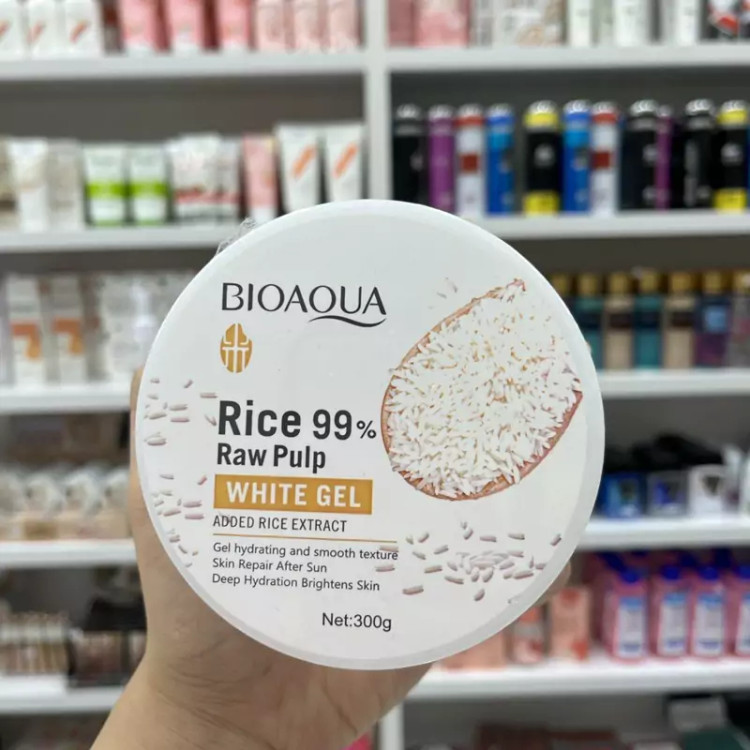 BIOAQUA
Rice 99%
Raw Pulp
WHITE GEL
ADDED RICE EXTRACT
Gel hydrating and smooth texture
Skin Repair After Sun
Deep Hydration Brightens Skin
Net:300g